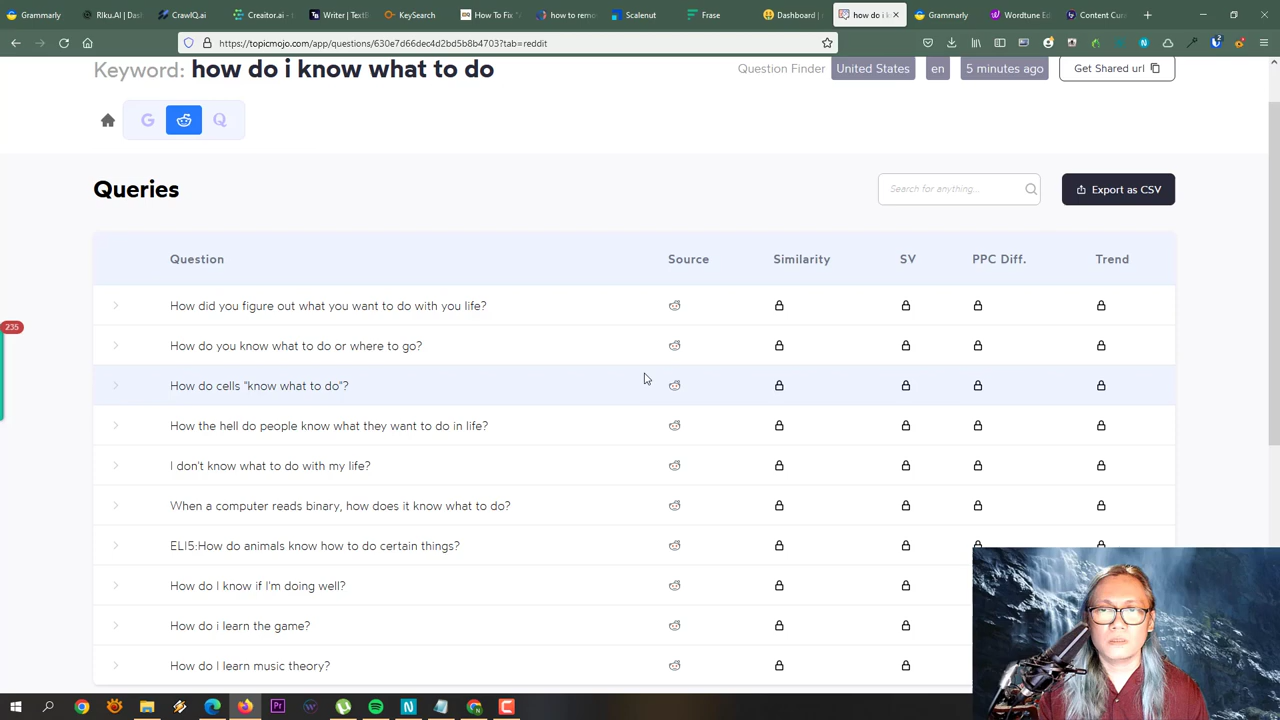 Grammarly
Riku.AI | Dash
CreaitQ.ai
Creaitor.ai -
Writer | TextB
KeySearch
How To Fix "A
how to remo
Scalenut
Frase
Dashboard |
how do i k
Grammarly
Wordtune Ed
Content Cura
https://topicmojo.com/app/questions/630e7d66dec4d2bd5b8b4703?tab=reddit
Keyword: how do i know what to do
Question Finder
United States
en
5 minutes ago
Get Shared url
G
Q
Queries
Search for anything...
Export as CSV
Question
Source
Similarity
SV
PPC Diff.
Trend
How did you figure out what you want to do with you life?
How do you know what to do or where to go?
235
How do cells "know what to do"?
How the hell do people know what they want to do in life?
I don't know what to do with my life?
When a computer reads binary, how does it know what to do?
ELI5:How do animals know how to do certain things?
How do I know if I'm doing well?
How do i learn the game?
How do I learn music theory?